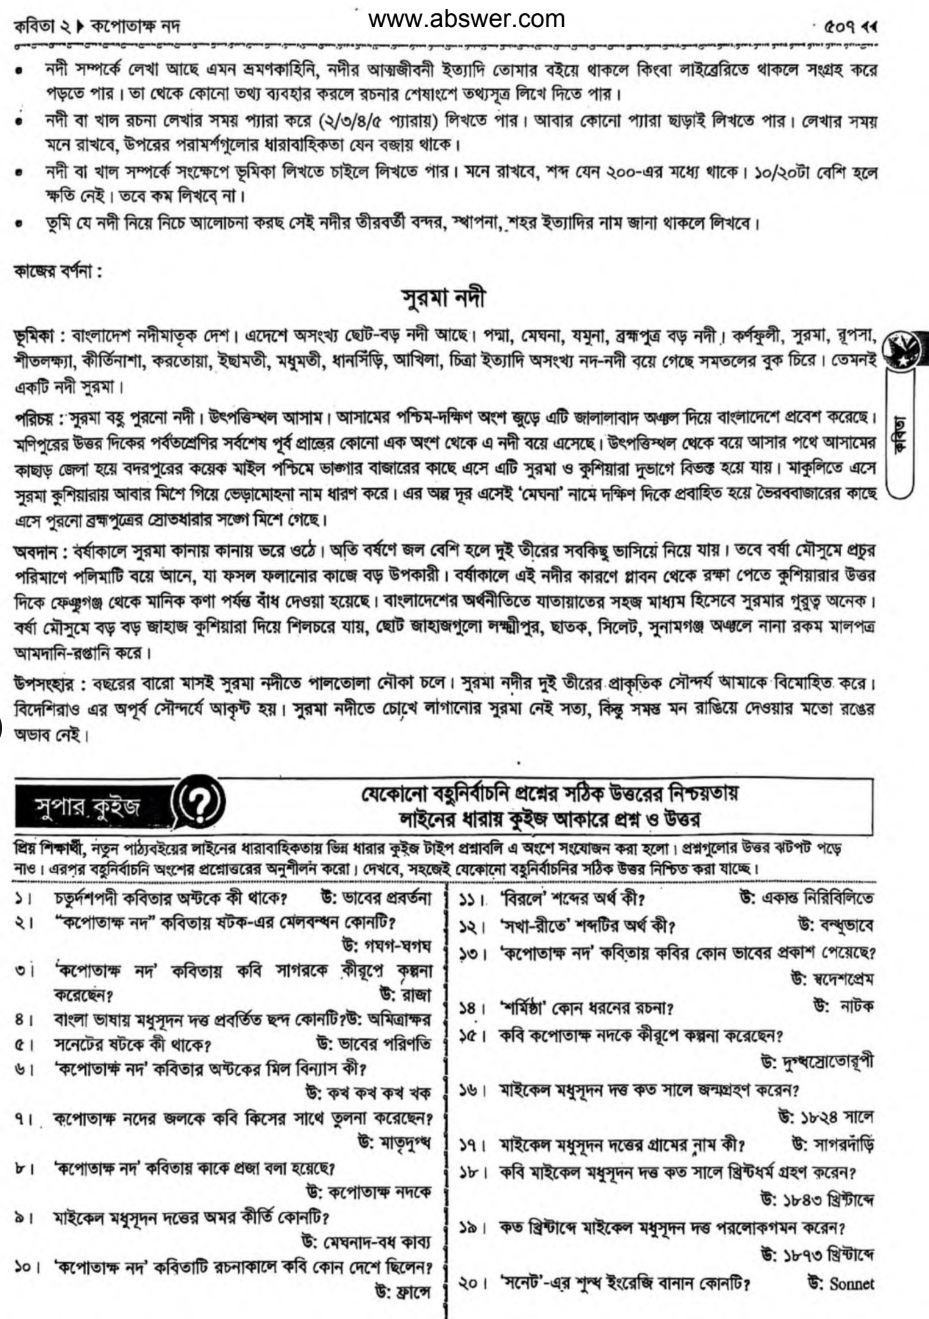 কবিতা ২ ▶ কপোতাক্ষ নদ
www.abswer.com
৫০৭ ◀◀
• নদী সম্পর্কে লেখা আছে এমন ভ্রমণকাহিনি, নদীর আত্মজীবনী ইত্যাদি তোমার বইয়ে থাকলে কিংবা লাইব্রেরিতে থাকলে সংগ্রহ করে
পড়তে পার। তা থেকে কোনো তথ্য ব্যবহার করলে রচনার শেষাংশে তথ্যসূত্র লিখে দিতে পার।
• নদী বা খাল রচনা লেখার সময় প্যারা করে (২/৩/৪/৫ প্যারায়) লিখতে পার। আবার কোনো প্যারা ছাড়াই লিখতে পার। লেখার সময়
মনে রাখবে, উপরের পরামর্শগুলোর ধারাবাহিকতা যেন বজায় থাকে।
• নদী বা খাল সম্পর্কে সংক্ষেপে ভূমিকা লিখতে চাইলে লিখতে পার। মনে রাখবে, শব্দ যেন ২০০-এর মধ্যে থাকে। ১০/২০টা বেশি হলে
ক্ষতি নেই। তবে কম লিখবে না।
• তুমি যে নদী নিয়ে নিচে আলোচনা করছ সেই নদীর তীরবর্তী বন্দর, স্থাপনা, শহর ইত্যাদির নাম জানা থাকলে লিখবে।
কাজের বর্ণনা :
সুরমা নদী
ভূমিকা : বাংলাদেশ নদীমাতৃক দেশ। এদেশে অসংখ্য ছোট-বড় নদী আছে। পদ্মা, মেঘনা, যমুনা, ব্রহ্মপুত্র বড় নদী। কর্ণফুলী, সুরমা, রূপসা,
শীতলক্ষ্যা, কীর্তিনাশা, করতোয়া, ইছামতী, মধুমতী, ধানসিঁড়ি, আখিলা, চিত্রা ইত্যাদি অসংখ্য নদ-নদী বয়ে গেছে সমতলের বুক চিরে। তেমনই
একটি নদী সুরমা।
পরিচয় : সুরমা বহু পুরনো নদী। উৎপত্তিস্থল আসাম। আসামের পশ্চিম-দক্ষিণ অংশ জুড়ে এটি জালালাবাদ অঞ্চল দিয়ে বাংলাদেশে প্রবেশ করেছে।
মণিপুরের উত্তর দিকের পর্বতশ্রেণির সর্বশেষ পূর্ব প্রান্তের কোনো এক অংশ থেকে এ নদী বয়ে এসেছে। উৎপত্তিস্থল থেকে বয়ে আসার পথে আসামের
কাছাড় জেলা হয়ে বদরপুরের কয়েক মাইল পশ্চিমে ভাঙ্গার বাজারের কাছে এসে এটি সুরমা ও কুশিয়ারা দুভাগে বিভক্ত হয়ে যায়। মাকুলিতে এসে
সুরমা কুশিয়ারায় আবার মিশে গিয়ে ভেড়ামোহনা নাম ধারণ করে। এর অল্প দূর এসেই ‘মেঘনা’ নামে দক্ষিণ দিকে প্রবাহিত হয়ে ভৈরববাজারের কাছে
এসে পুরনো ব্রহ্মপুত্রের স্রোতধারার সঙ্গে মিশে গেছে।
কবিতা
অবদান : বর্ষাকালে সুরমা কানায় কানায় ভরে ওঠে। অতি বর্ষণে জল বেশি হলে দুই তীরের সবকিছু ভাসিয়ে নিয়ে যায়। তবে বর্ষা মৌসুমে প্রচুর
পরিমাণে পলিমাটি বয়ে আনে, যা ফসল ফলানোর কাজে বড় উপকারী। বর্ষাকালে এই নদীর কারণে প্লাবন থেকে রক্ষা পেতে কুশিয়ারার উত্তর
দিকে ফেঞ্চুগঞ্জ থেকে মানিক কণা পর্যন্ত বাঁধ দেওয়া হয়েছে। বাংলাদেশের অর্থনীতিতে যাতায়াতের সহজ মাধ্যম হিসেবে সুরমার গুরুত্ব অনেক।
বর্ষা মৌসুমে বড় বড় জাহাজ কুশিয়ারা দিয়ে শিলচরে যায়, ছোট জাহাজগুলো লক্ষ্মীপুর, ছাতক, সিলেট, সুনামগঞ্জ অঞ্চলে নানা রকম মালপত্র
আমদানি-রপ্তানি করে।
উপসংহার : বছরের বারো মাসই সুরমা নদীতে পালতোলা নৌকা চলে। সুরমা নদীর দুই তীরের প্রাকৃতিক সৌন্দর্য আমাকে বিমোহিত করে।
বিদেশিরাও এর অপূর্ব সৌন্দর্যে আকৃষ্ট হয়। সুরমা নদীতে চোখে লাগানোর সুরমা নেই সত্য, কিন্তু সমস্ত মন রাঙিয়ে দেওয়ার মতো রঙের
অভাব নেই।
সুপার কুইজ ?
যেকোনো বহুনির্বাচনি প্রশ্নের সঠিক উত্তরের নিশ্চয়তায়
লাইনের ধারায় কুইজ আকারে প্রশ্ন ও উত্তর
প্রিয় শিক্ষার্থী, নতুন পাঠ্যবইয়ের লাইনের ধারাবাহিকতায় ভিন্ন ধারার কুইজ টাইপ প্রশ্নাবলি এ অংশে সংযোজন করা হলো। প্রশ্নগুলোর উত্তর ঝটপট পড়ে
নাও। এরপর বহুনির্বাচনি অংশের প্রশ্নোত্তরের অনুশীলন করো। দেখবে, সহজেই যেকোনো বহুনির্বাচনির সঠিক উত্তর নিশ্চিত করা যাচ্ছে।
১। চতুর্দশপদী কবিতার অষ্টকে কী থাকে? উ: ভাবের প্রবর্তনা
২। “কপোতাক্ষ নদ” কবিতায় ষটক-এর মেলবন্ধন কোনটি?
উ: গঘগ-ঘগঘ
৩। ‘কপোতাক্ষ নদ’ কবিতায় কবি সাগরকে কীরূপে কল্পনা
করেছেন? উ: রাজা
৪। বাংলা ভাষায় মধুসূদন দত্ত প্রবর্তিত ছন্দ কোনটি?উ: অমিত্রাক্ষর
৫। সনেটের ষটকে কী থাকে? উ: ভাবের পরিণতি
৬। ‘কপোতাক্ষ নদ’ কবিতার অষ্টকের মিল বিন্যাস কী?
উ: কখ কখ কখ খক
৭। কপোতাক্ষ নদের জলকে কবি কিসের সাথে তুলনা করেছেন?
উ: মাতৃদুগ্ধ
৮। ‘কপোতাক্ষ নদ’ কবিতায় কাকে প্রজা বলা হয়েছে?
উ: কপোতাক্ষ নদকে
৯। মাইকেল মধুসূদন দত্তের অমর কীর্তি কোনটি?
উ: মেঘনাদ-বধ কাব্য
১০। ‘কপোতাক্ষ নদ’ কবিতাটি রচনাকালে কবি কোন দেশে ছিলেন?
উ: ফ্রান্সে
১১। ‘বিরলে’ শব্দের অর্থ কী? উ: একান্ত নিরিবিলিতে
১২। ‘সখা-রীতে’ শব্দটির অর্থ কী? উ: বন্ধুভাবে
১৩। ‘কপোতাক্ষ নদ’ কবিতায় কবির কোন ভাবের প্রকাশ পেয়েছে?
উ: স্বদেশপ্রেম
১৪। ‘শর্মিষ্ঠা’ কোন ধরনের রচনা? উ: নাটক
১৫। কবি কপোতাক্ষ নদকে কীরূপে কল্পনা করেছেন?
উ: দুগ্ধস্রোতোরূপী
১৬। মাইকেল মধুসূদন দত্ত কত সালে জন্মগ্রহণ করেন?
উ: ১৮২৪ সালে
১৭। মাইকেল মধুসূদন দত্তের গ্রামের নাম কী? উ: সাগরদাঁড়ি
১৮। কবি মাইকেল মধুসূদন দত্ত কত সালে খ্রিস্টধর্ম গ্রহণ করেন?
উ: ১৮৪৩ খ্রিস্টাব্দে
১৯। কত খ্রিস্টাব্দে মাইকেল মধুসূদন দত্ত পরলোকগমন করেন?
উ: ১৮৭৩ খ্রিস্টাব্দে
২০। ‘সনেট’-এর শুদ্ধ ইংরেজি বানান কোনটি? উ: Sonnet